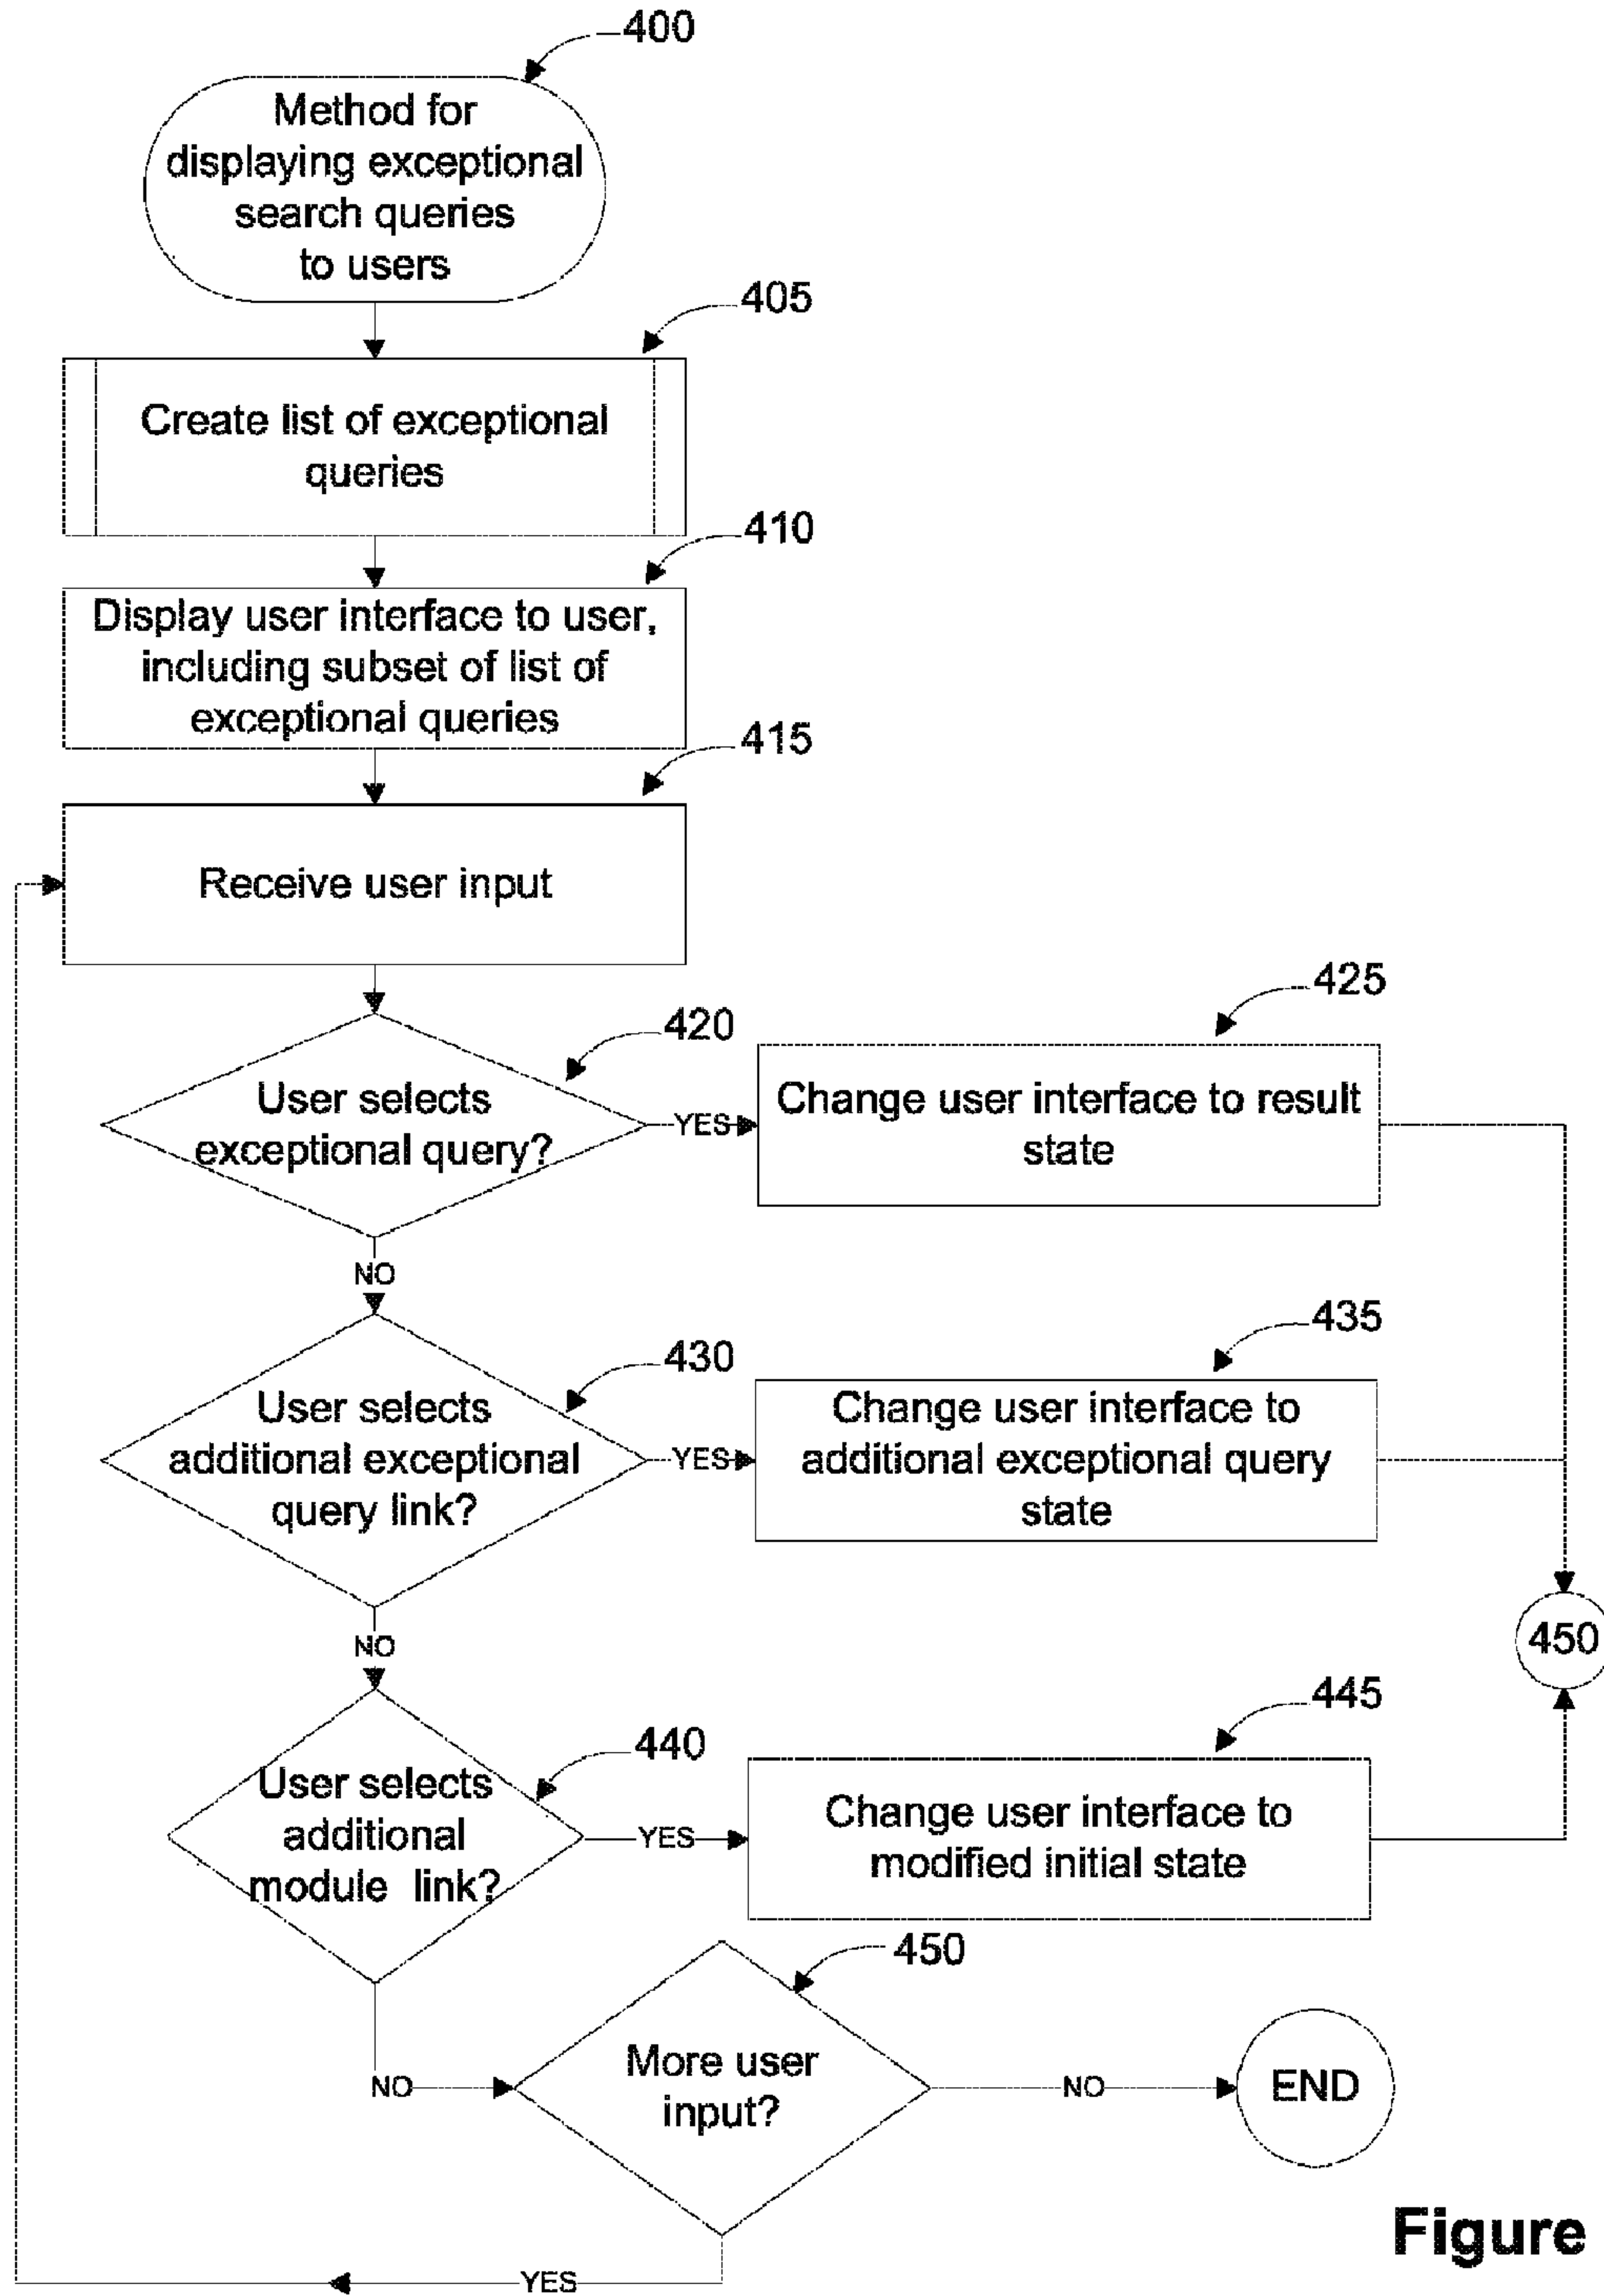 400
Method for
displaying exceptional
search queries
to users
405
Create list of exceptional
queries
410
Display user interface to user,
including subset of list of
exceptional queries
415
Receive user input
420
User selects
exceptional query?
YES
425
Change user interface to result
state
NO
430
User selects
additional exceptional
query link?
YES
435
Change user interface to
additional exceptional query
state
450
NO
440
User selects
additional
module link?
YES
445
Change user interface to
modified initial state
NO
450
More user
input?
NO
END
YES
Figure